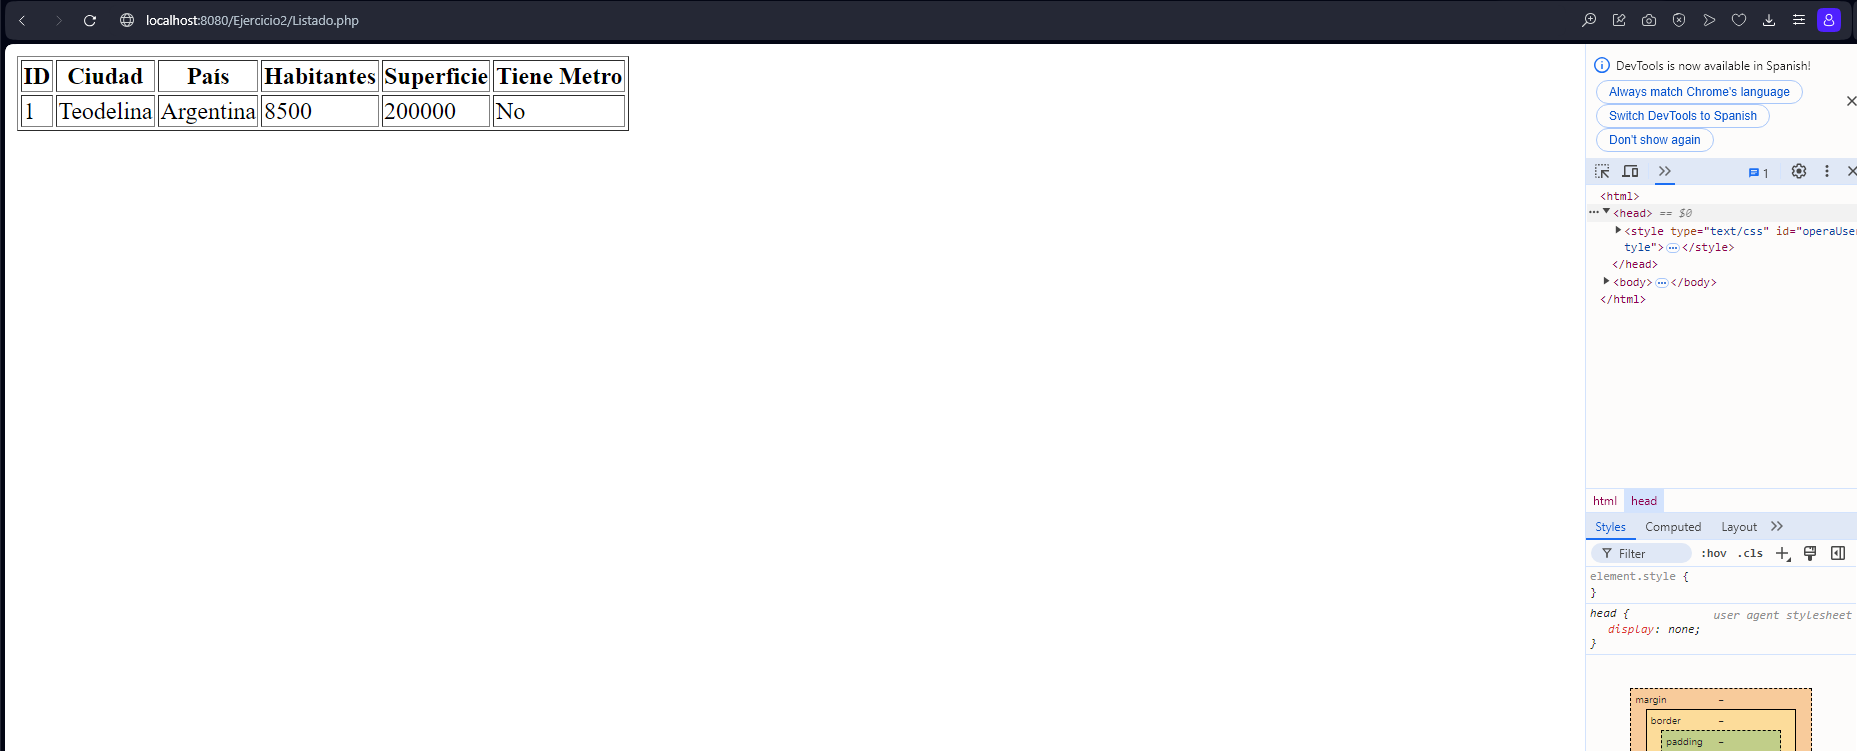 localhost:8080/Ejercicio2/Listado.php
ID Ciudad País Habitantes Superficie Tiene Metro
1 Teodelina Argentina 8500 200000 No
DevTools is now available in Spanish!
Always match Chrome's language
Switch DevTools to Spanish
Don't show again
1
<html>
<head> == $0
<style type="text/css" id="operaUser
tyle"> </style>
</head>
<body> </body>
</html>
html head
Styles Computed Layout
Filter :hov .cls
element.style {
}
head { user agent stylesheet
display: none;
}
margin –
border –
padding –